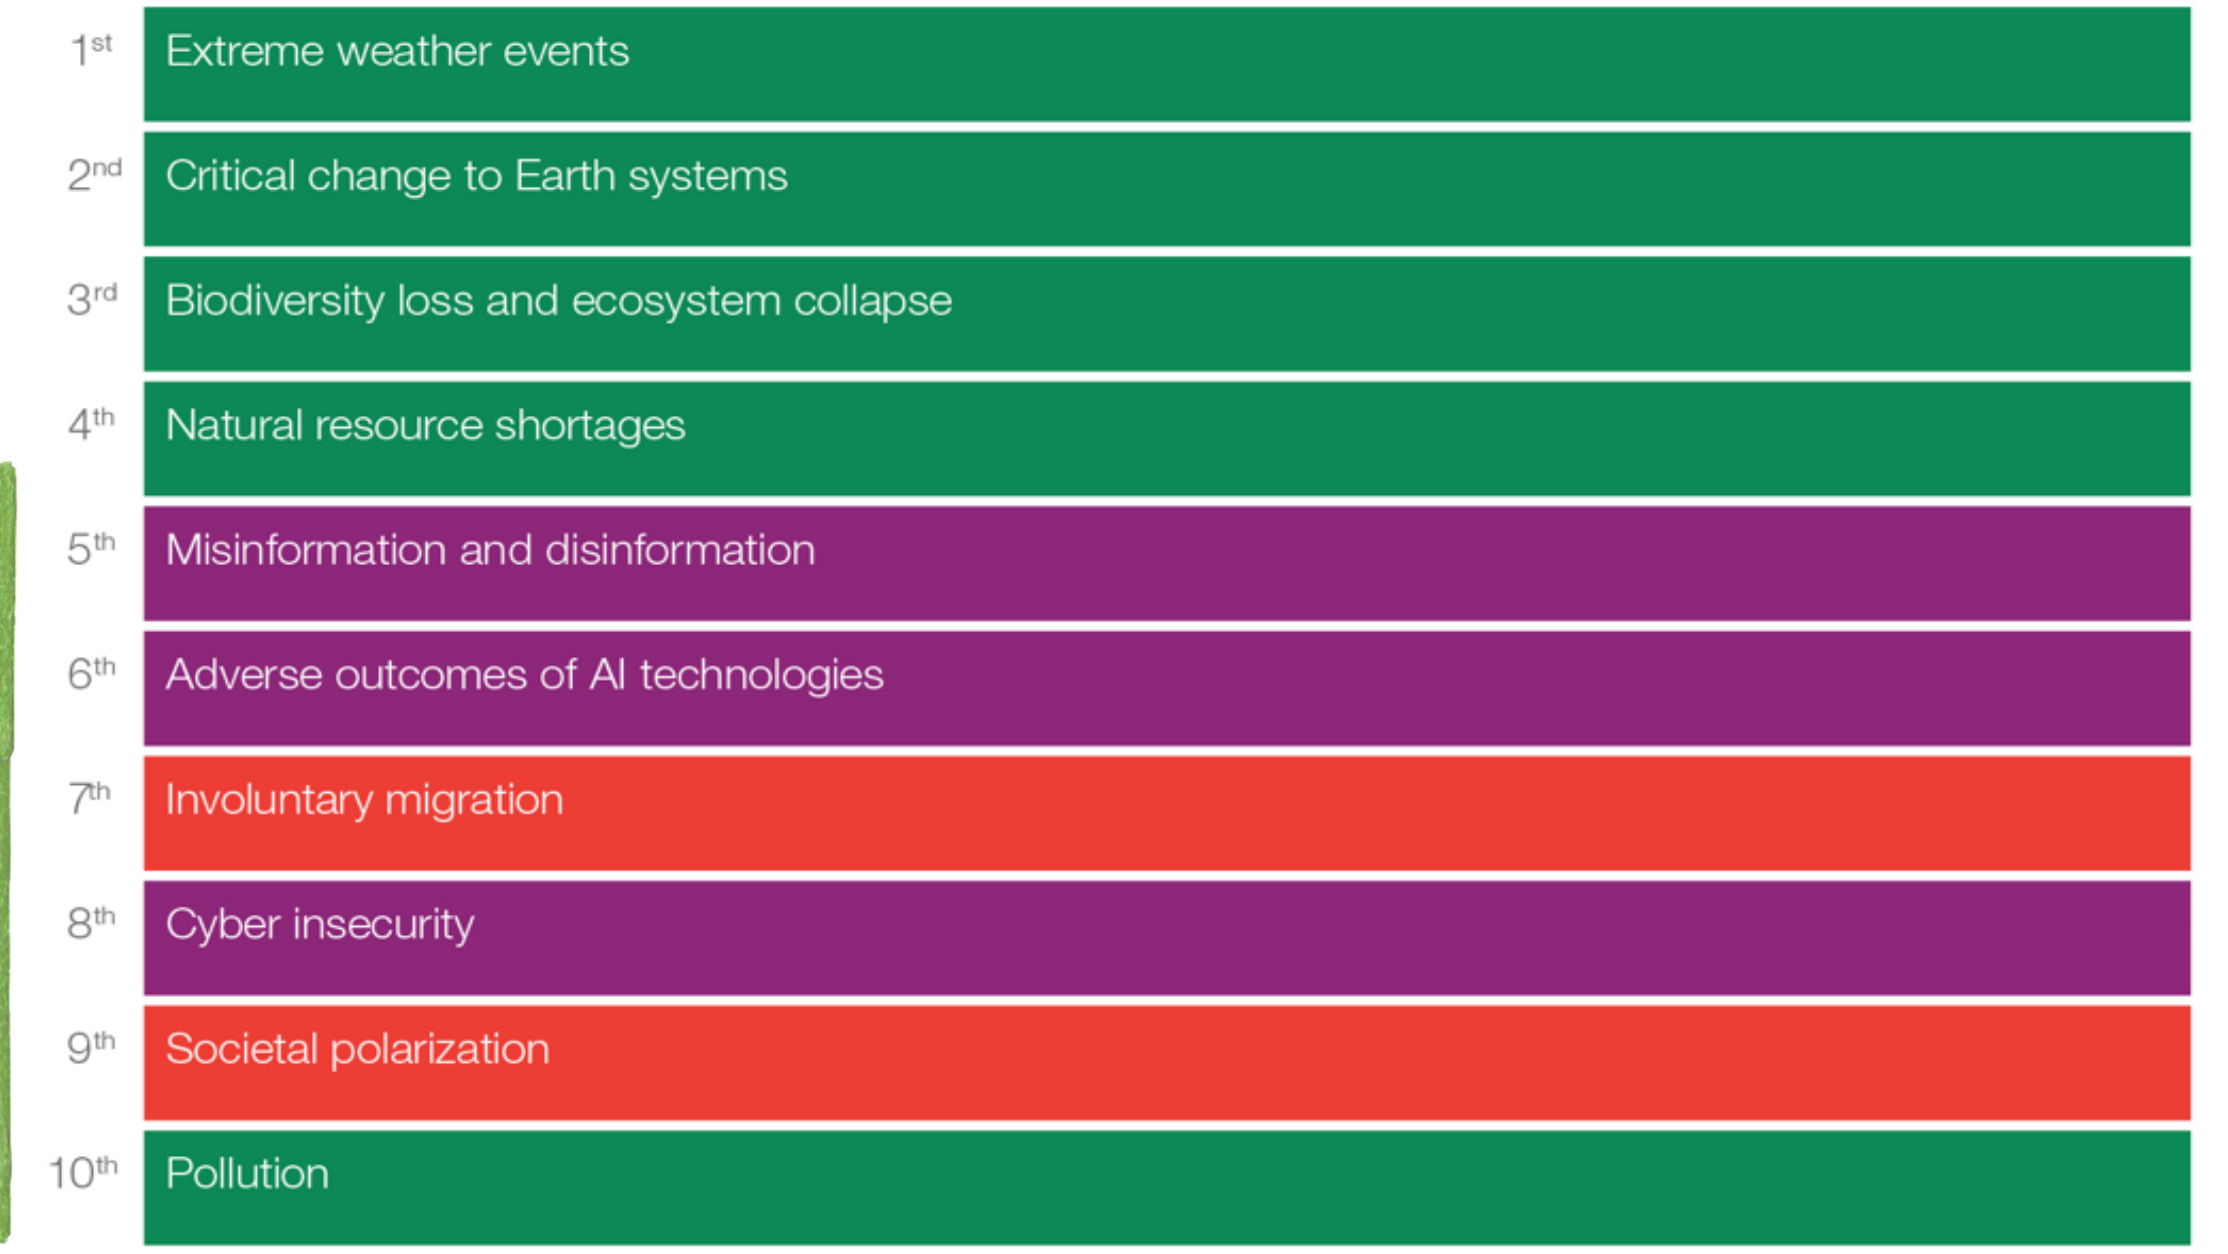 1st Extreme weather events
2nd Critical change to Earth systems
3rd Biodiversity loss and ecosystem collapse
4th Natural resource shortages
5th Misinformation and disinformation
6th Adverse outcomes of AI technologies
7th Involuntary migration
8th Cyber insecurity
9th Societal polarization
10th Pollution